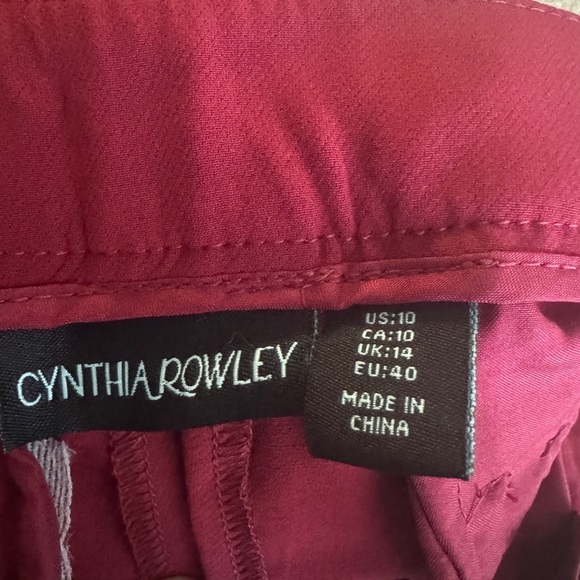 CYNTHIA ROWLEY
US:10
CA:10
UK:14
EU:40
MADE IN
CHINA